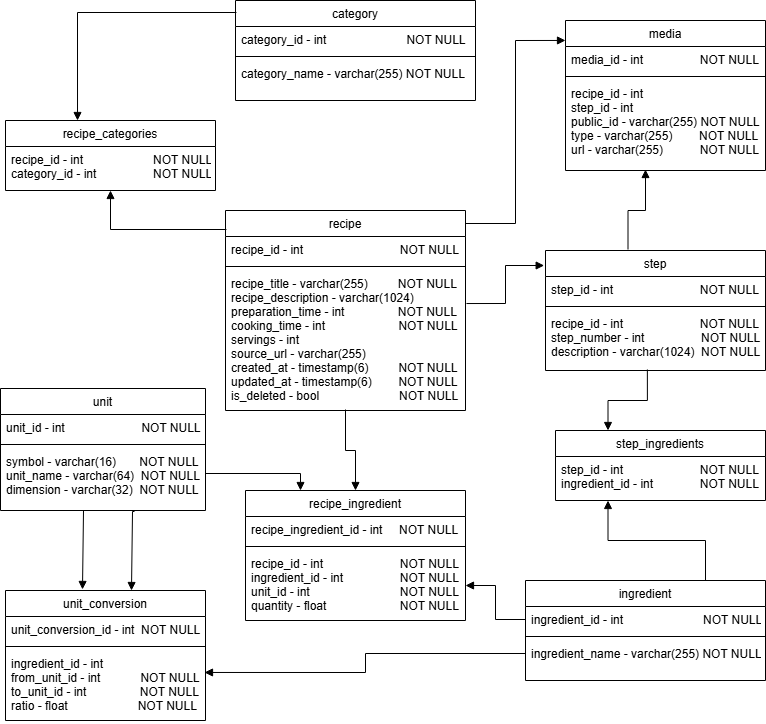 category
category_id - int NOT NULL
category_name - varchar(255) NOT NULL
media
media_id - int NOT NULL
recipe_id - int
step_id - int
public_id - varchar(255) NOT NULL
type - varchar(255) NOT NULL
url - varchar(255) NOT NULL
recipe_categories
recipe_id - int NOT NULL
category_id - int NOT NULL
recipe
recipe_id - int NOT NULL
recipe_title - varchar(255) NOT NULL
recipe_description - varchar(1024)
preparation_time - int NOT NULL
cooking_time - int NOT NULL
servings - int
source_url - varchar(255)
created_at - timestamp(6) NOT NULL
updated_at - timestamp(6) NOT NULL
is_deleted - bool NOT NULL
step
step_id - int NOT NULL
recipe_id - int NOT NULL
step_number - int NOT NULL
description - varchar(1024) NOT NULL
unit
unit_id - int NOT NULL
symbol - varchar(16) NOT NULL
unit_name - varchar(64) NOT NULL
dimension - varchar(32) NOT NULL
step_ingredients
step_id - int NOT NULL
ingredient_id - int NOT NULL
recipe_ingredient
recipe_ingredient_id - int NOT NULL
recipe_id - int NOT NULL
ingredient_id - int NOT NULL
unit_id - int NOT NULL
quantity - float NOT NULL
unit_conversion
unit_conversion_id - int NOT NULL
ingredient_id - int
from_unit_id - int NOT NULL
to_unit_id - int NOT NULL
ratio - float NOT NULL
ingredient
ingredient_id - int NOT NULL
ingredient_name - varchar(255) NOT NULL